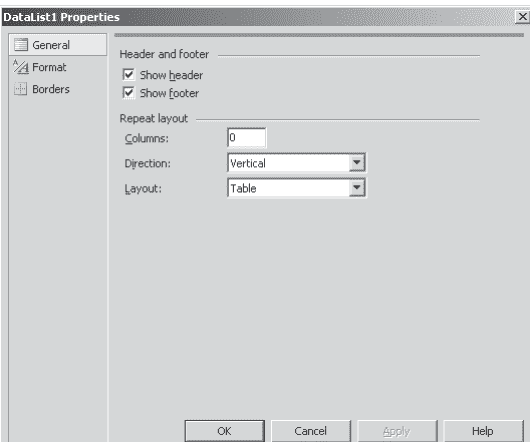 DataList1 Properties
General
Format
Borders
Header and footer
Show header
Show footer
Repeat layout
Columns: 0
Direction: Vertical
Layout: Table
OK Cancel Apply Help